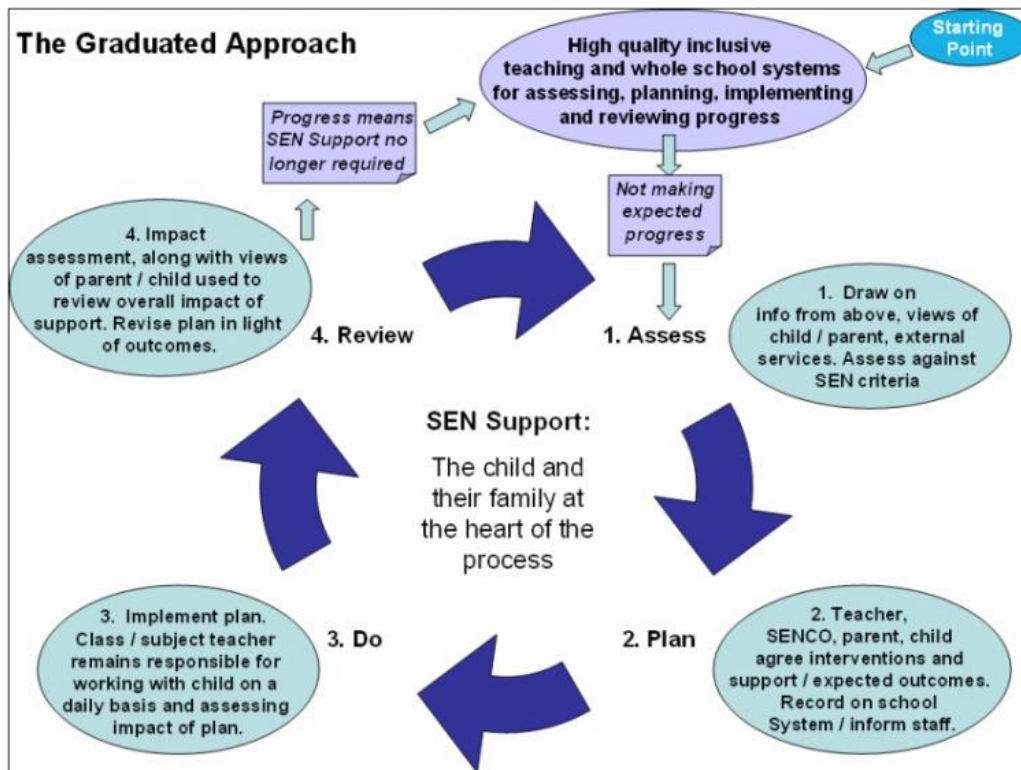 The Graduated Approach
Starting
Point
High quality inclusive
teaching and whole school systems
for assessing, planning, implementing
and reviewing progress
Progress means
SEN Support no
longer required
Not making
expected
progress
4. Impact
assessment, along with views
of parent / child used to
review overall impact of
support. Revise plan in light
of outcomes.
4. Review
1. Assess
1. Draw on
info from above, views of
child / parent, external
services. Assess against
SEN criteria
SEN Support:
The child and
their family at
the heart of the
process
3. Implement plan.
Class / subject teacher
remains responsible for
working with child on a
daily basis and assessing
impact of plan.
3. Do
2. Plan
2. Teacher,
SENCO, parent, child
agree interventions and
support / expected outcomes.
Record on school
System / inform staff.